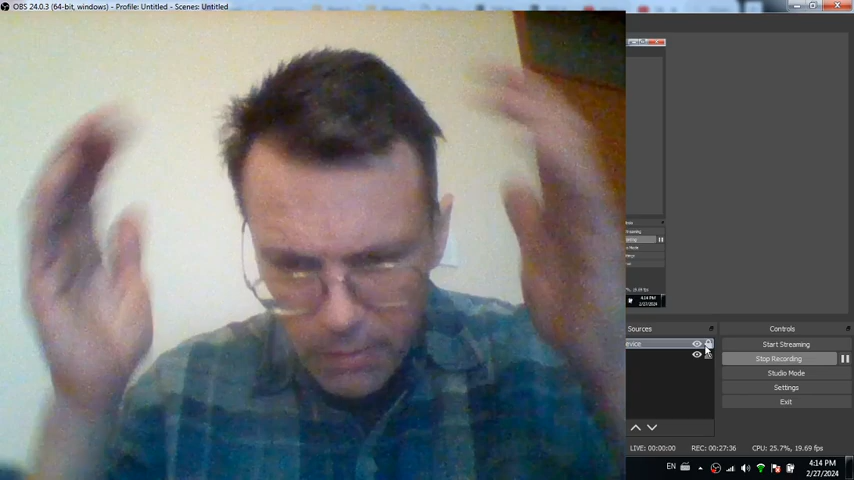 OBS 24.0.3 (64-bit, windows) - Profile: Untitled - Scenes: Untitled
Sources
Controls
evice
Start Streaming
Stop Recording
Studio Mode
Settings
Exit
LIVE: 00:00:00
REC: 00:27:36
CPU: 25.7%, 19.69 fps
EN
4:14 PM
2/27/2024